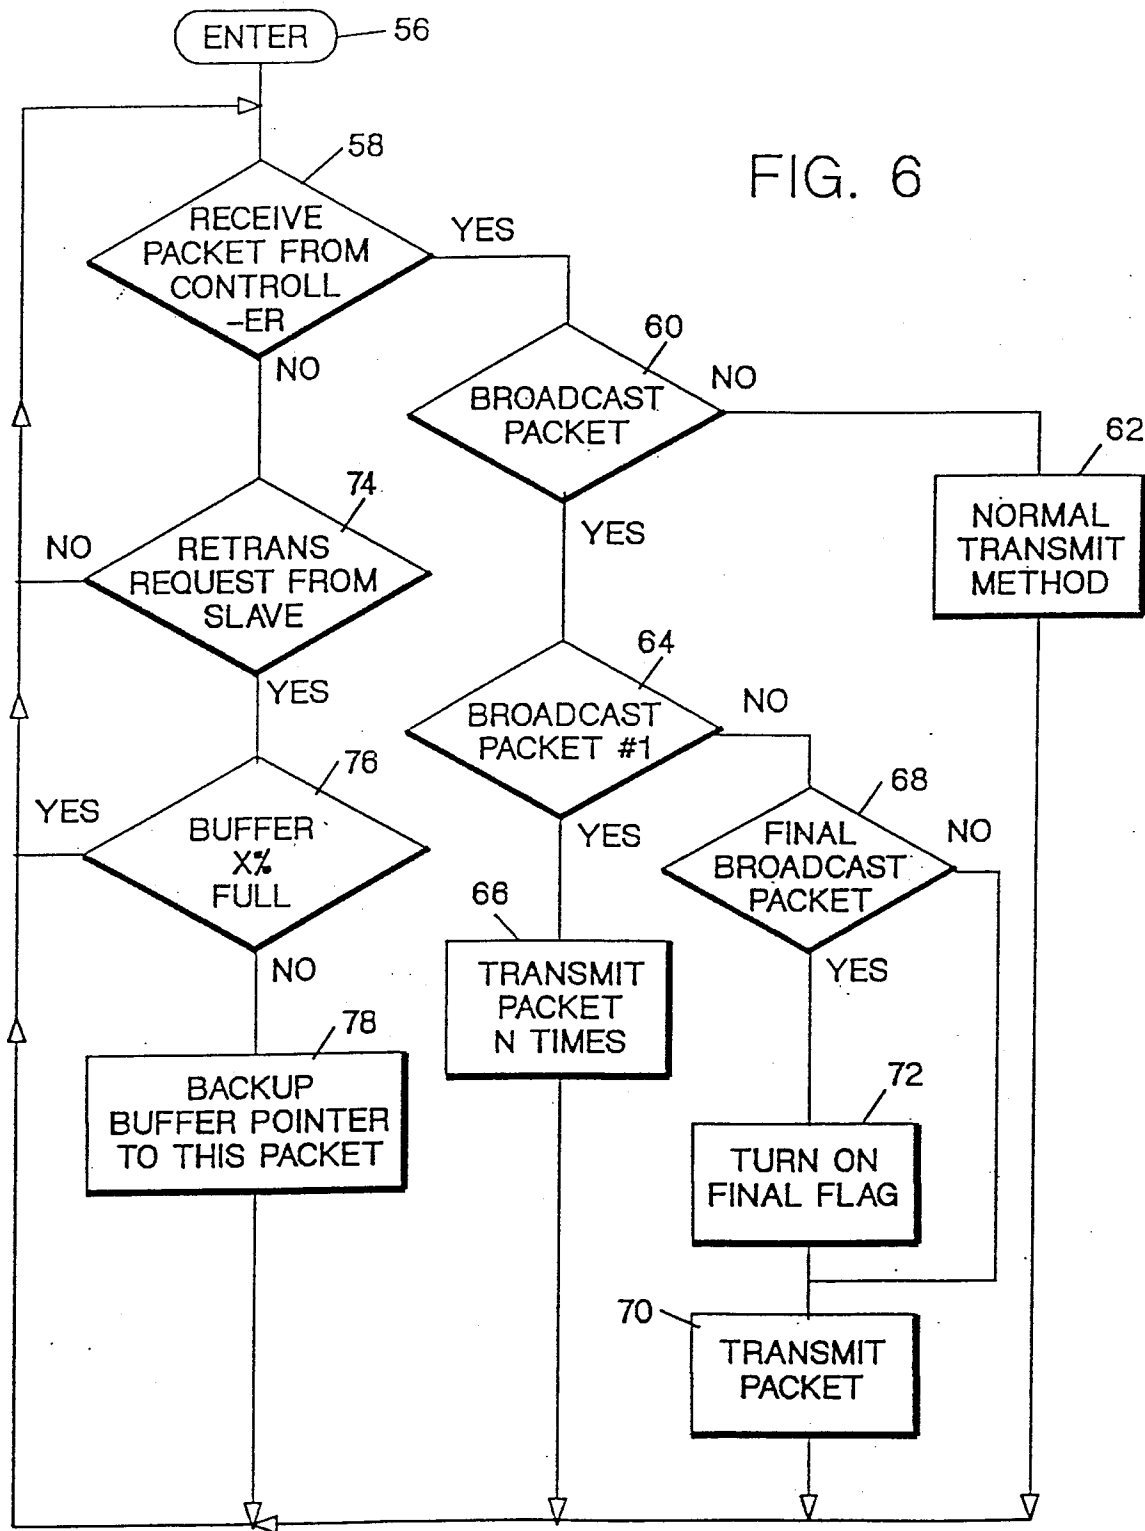 ENTER
56
58
FIG. 6
RECEIVE
PACKET FROM
CONTROLL
-ER
YES
NO
60
BROADCAST
PACKET
NO
YES
62
NORMAL
TRANSMIT
METHOD
74
RETRANS
REQUEST FROM
SLAVE
NO
YES
64
BROADCAST
PACKET #1
NO
YES
76
BUFFER
X%
FULL
YES
NO
68
FINAL
BROADCAST
PACKET
NO
YES
66
TRANSMIT
PACKET
N TIMES
78
BACKUP
BUFFER POINTER
TO THIS PACKET
72
TURN ON
FINAL FLAG
70
TRANSMIT
PACKET